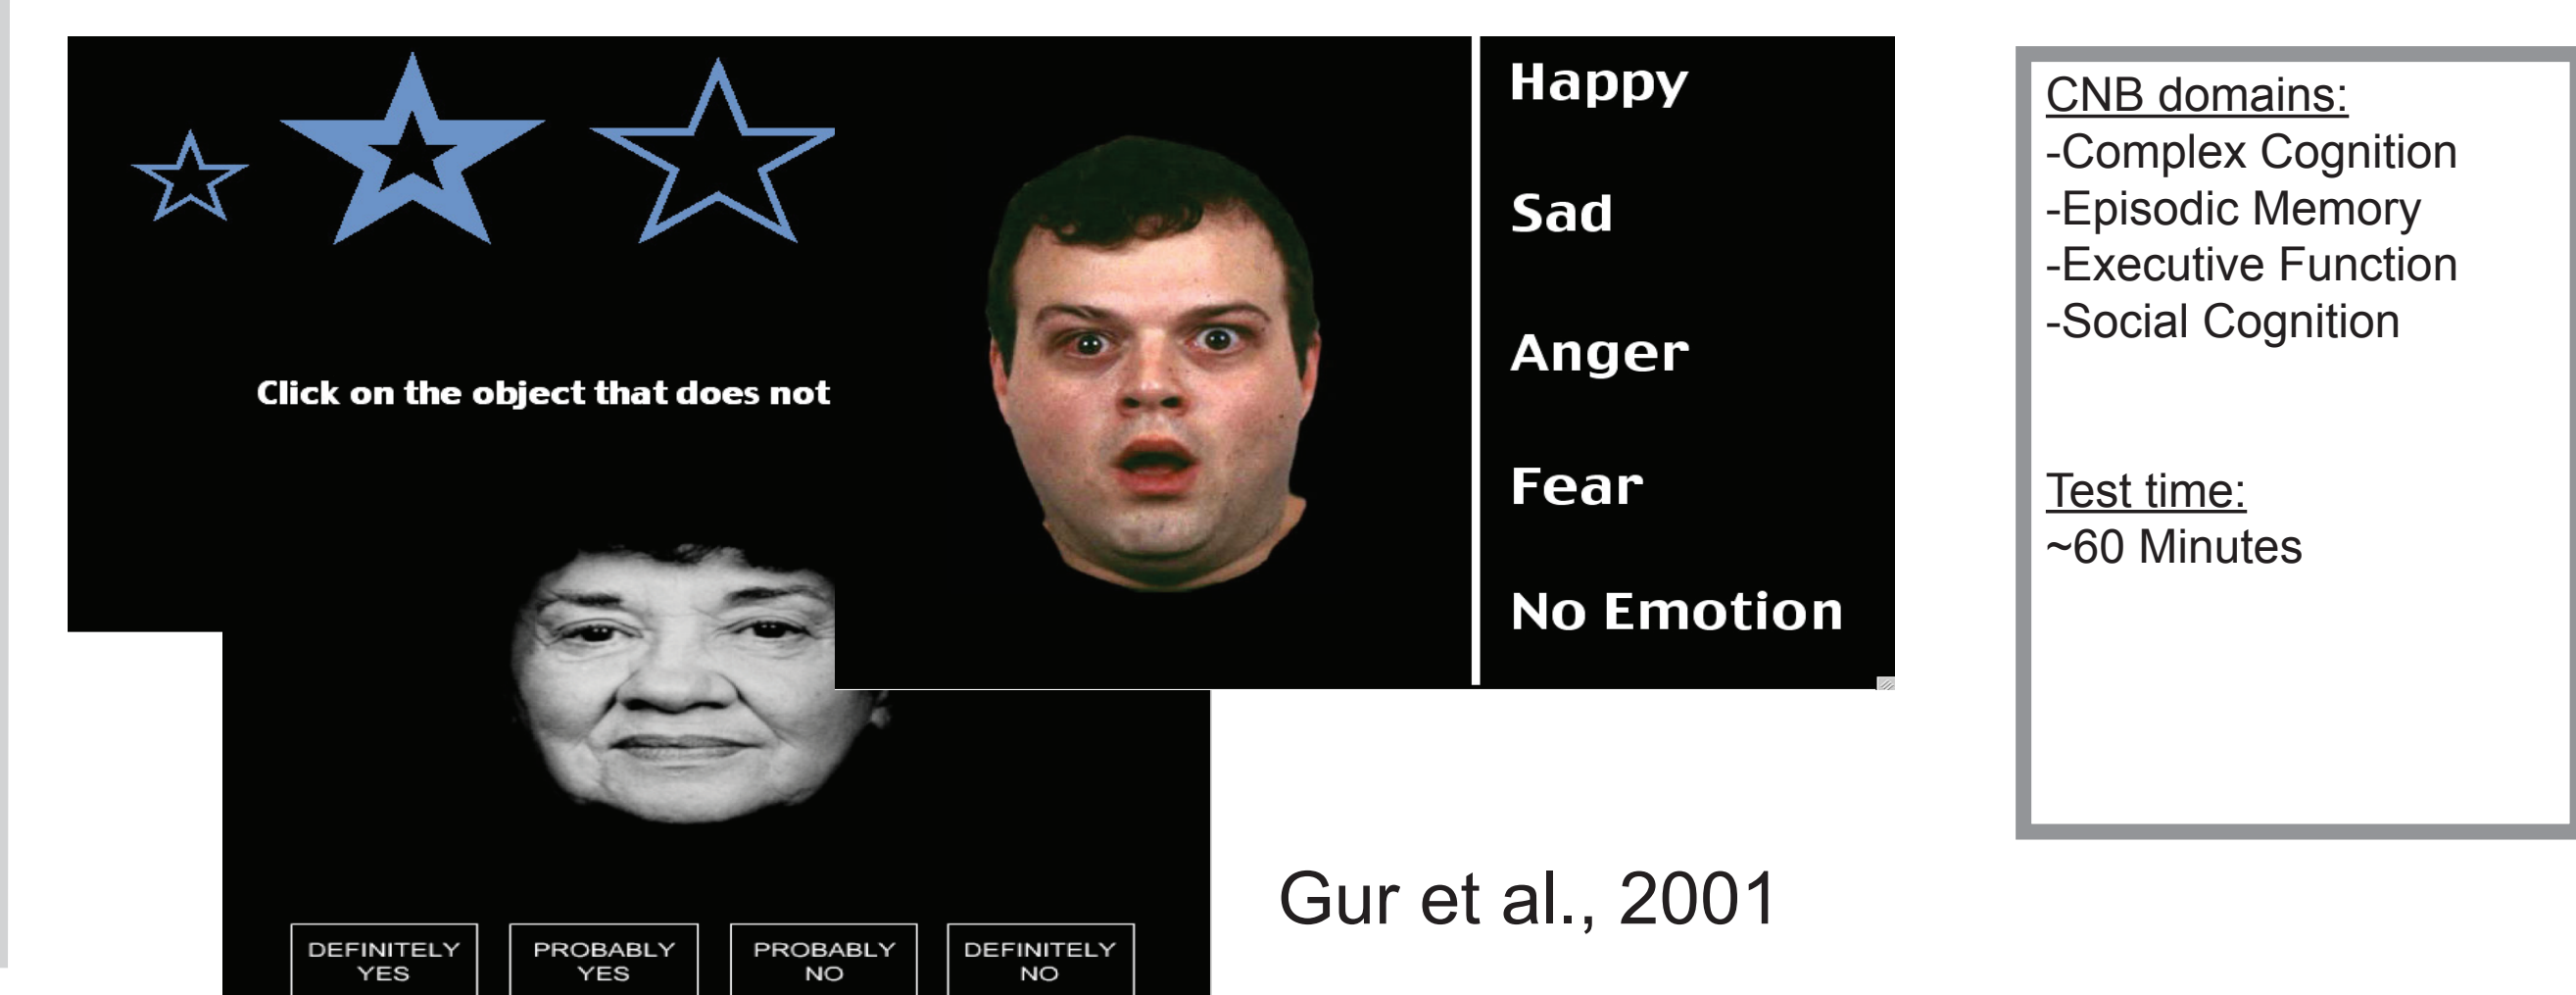 Click on the object that does not
Happy
Sad
Anger
Fear
No Emotion
DEFINITELY
YES
PROBABLY
YES
PROBABLY
NO
DEFINITELY
NO
Gur et al., 2001
CNB domains:
-Complex Cognition
-Episodic Memory
-Executive Function
-Social Cognition
Test time:
~60 Minutes